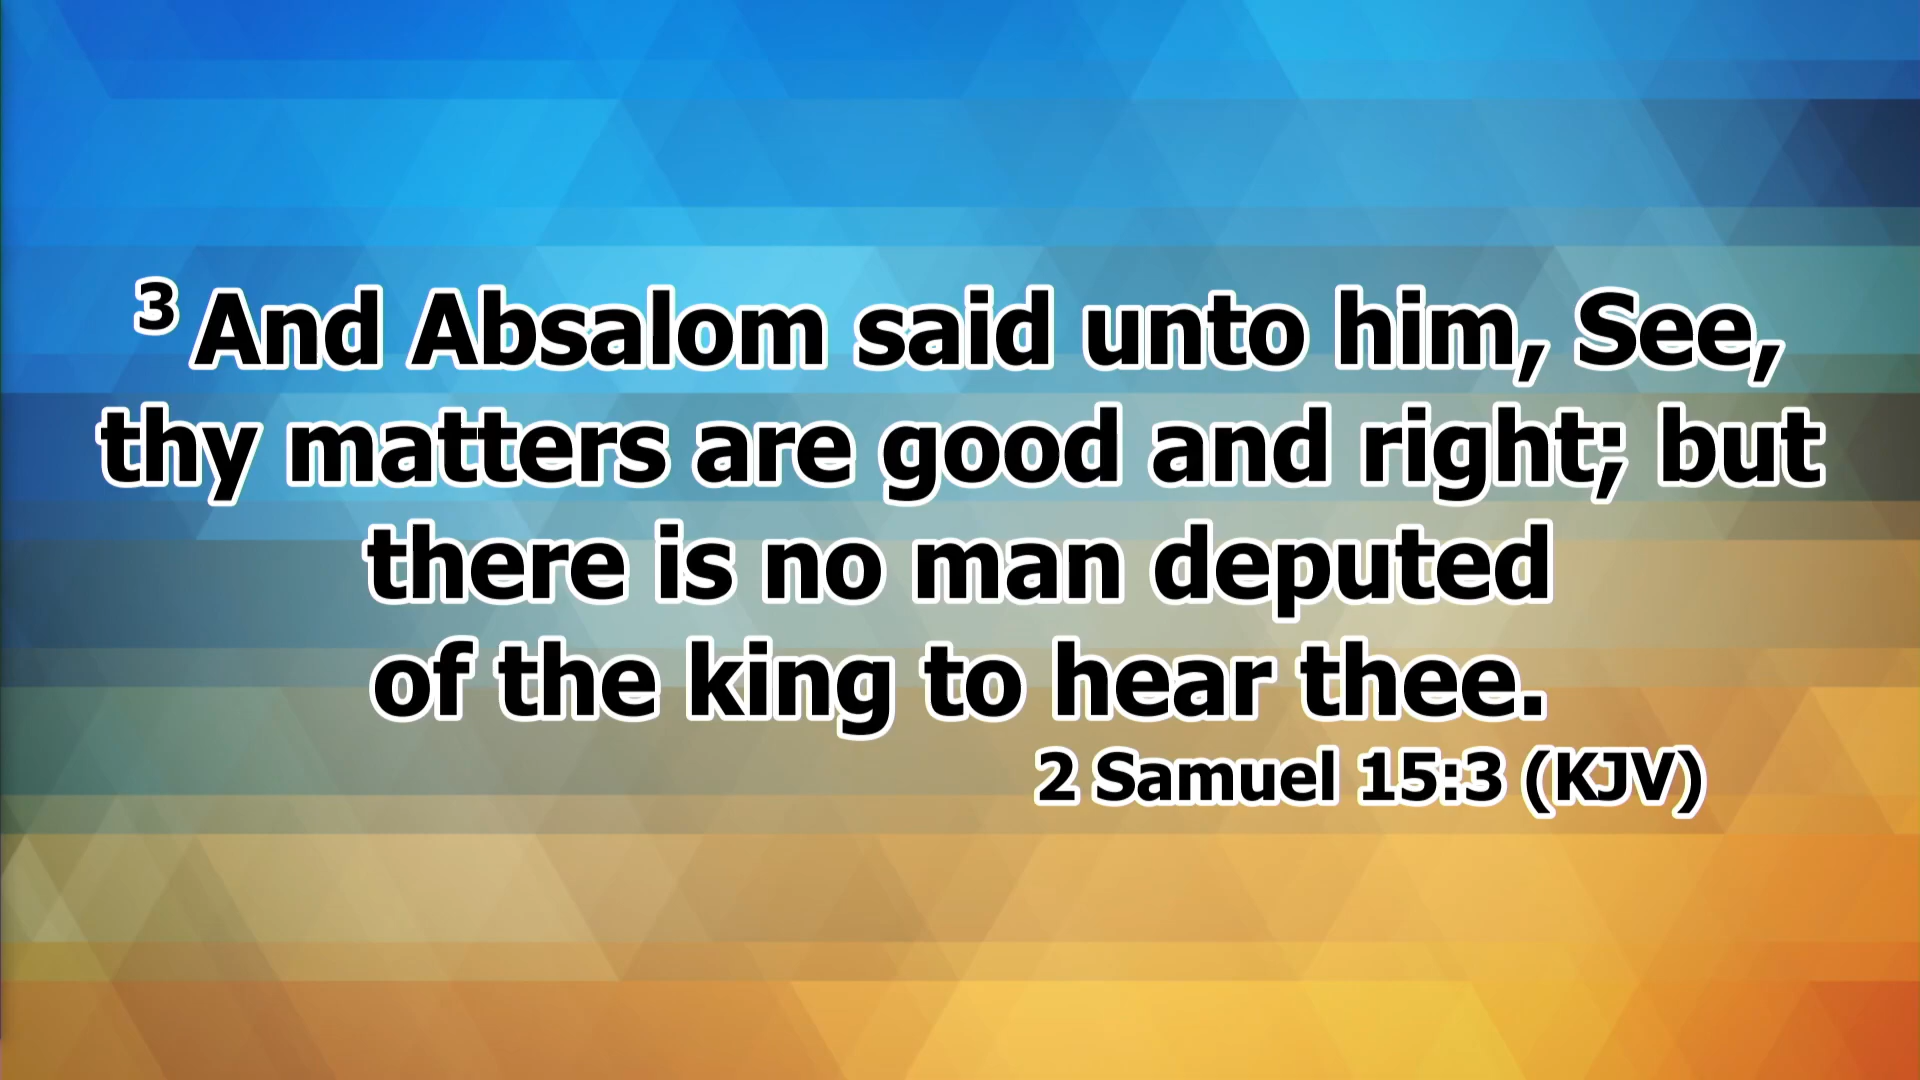 3 And Absalom said unto him, See,
thy matters are good and right; but
there is no man deputed
of the king to hear thee.
2 Samuel 15:3 (KJV)